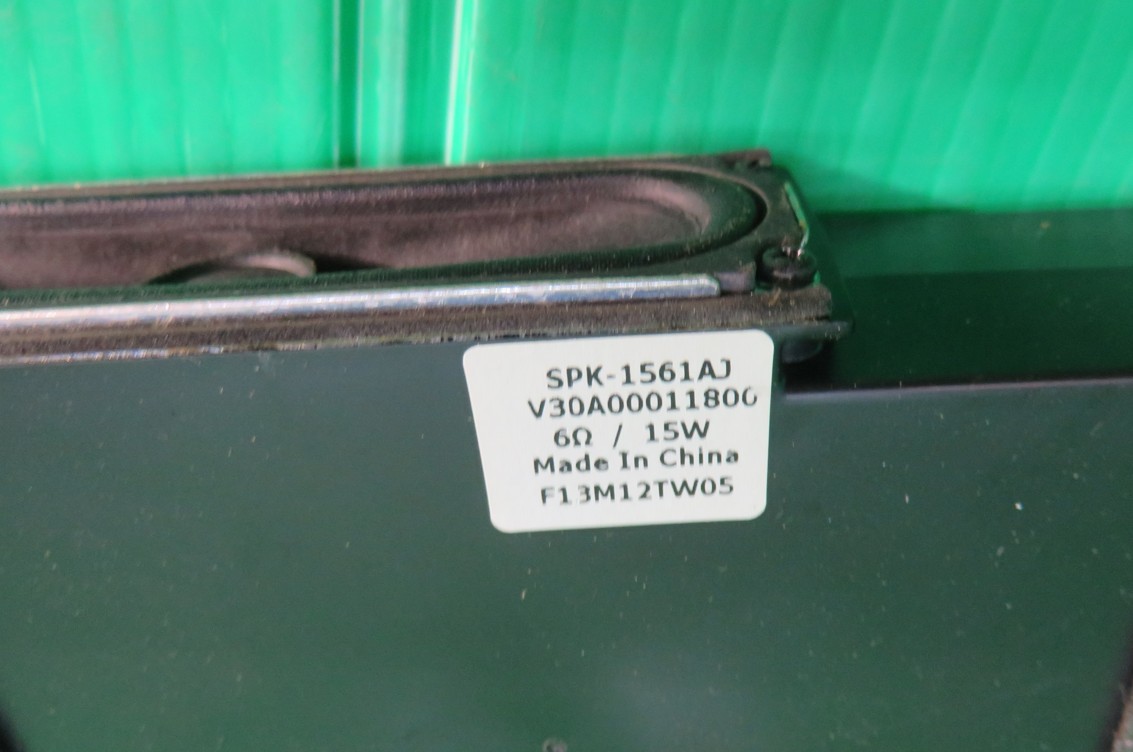 SPK-1561AJ
V30A00011800
6Ω / 15W
Made In China
F13M12TW05